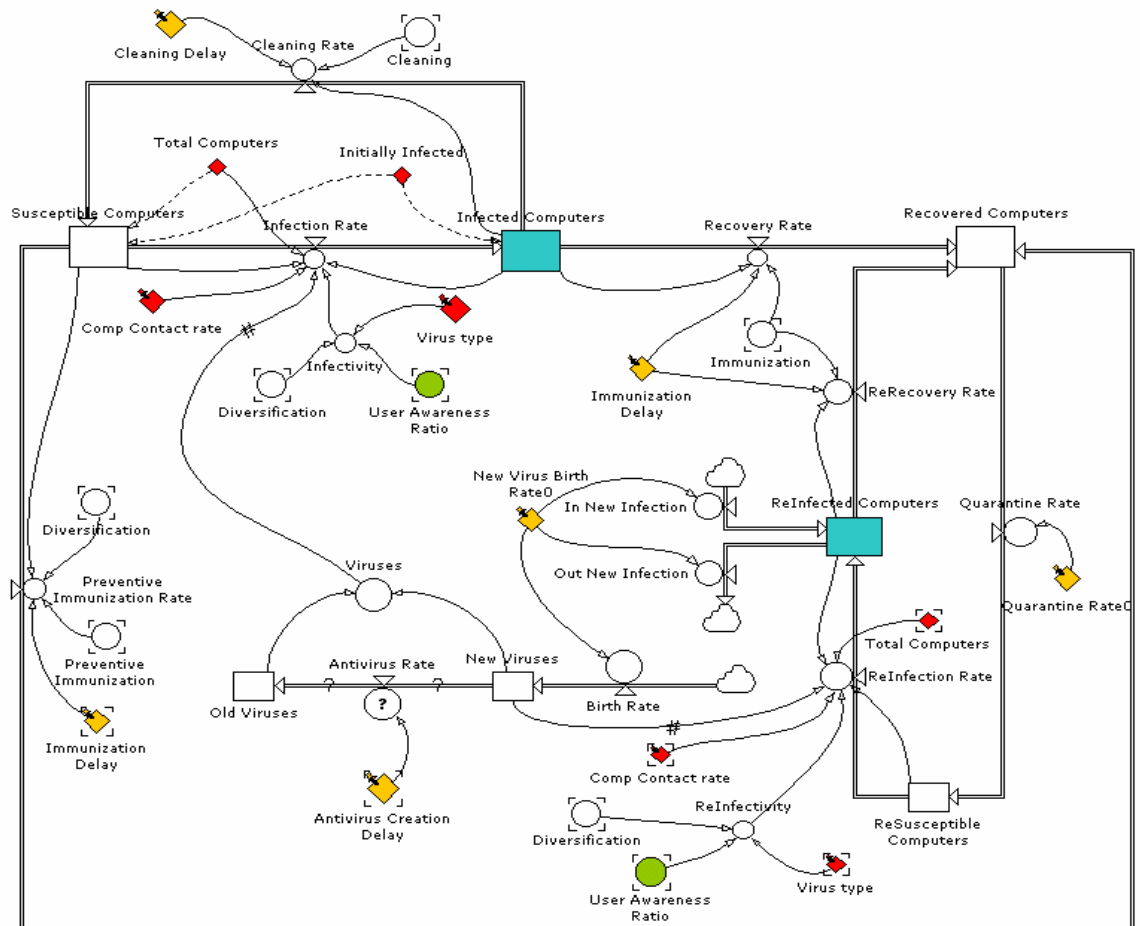 Cleaning Rate
Cleaning Delay
Cleaning
Total Computers
Initially Infected
Susceptible Computers
Infection Rate
Infected Computers
Recovery Rate
Recovered Computers
Comp Contact rate
Virus type
Infectivity
Immunization
Diversification
User Awareness
Ratio
Immunization
Delay
ReRecovery Rate
New Virus Birth
Rate0
In New Infection
ReInfected Computers
Quarantine Rate
Diversification
Out New Infection
Viruses
Preventive
Immunization Rate
Quarantine Rate0
Total Computers
Preventive
Immunization
Antivirus Rate
New Viruses
ReInfection Rate
?
?
?
Old Viruses
Birth Rate
Immunization
Delay
Comp Contact rate
Antivirus Creation
Delay
ReInfectivity
Diversification
ReSusceptible
Computers
Virus type
User Awareness
Ratio